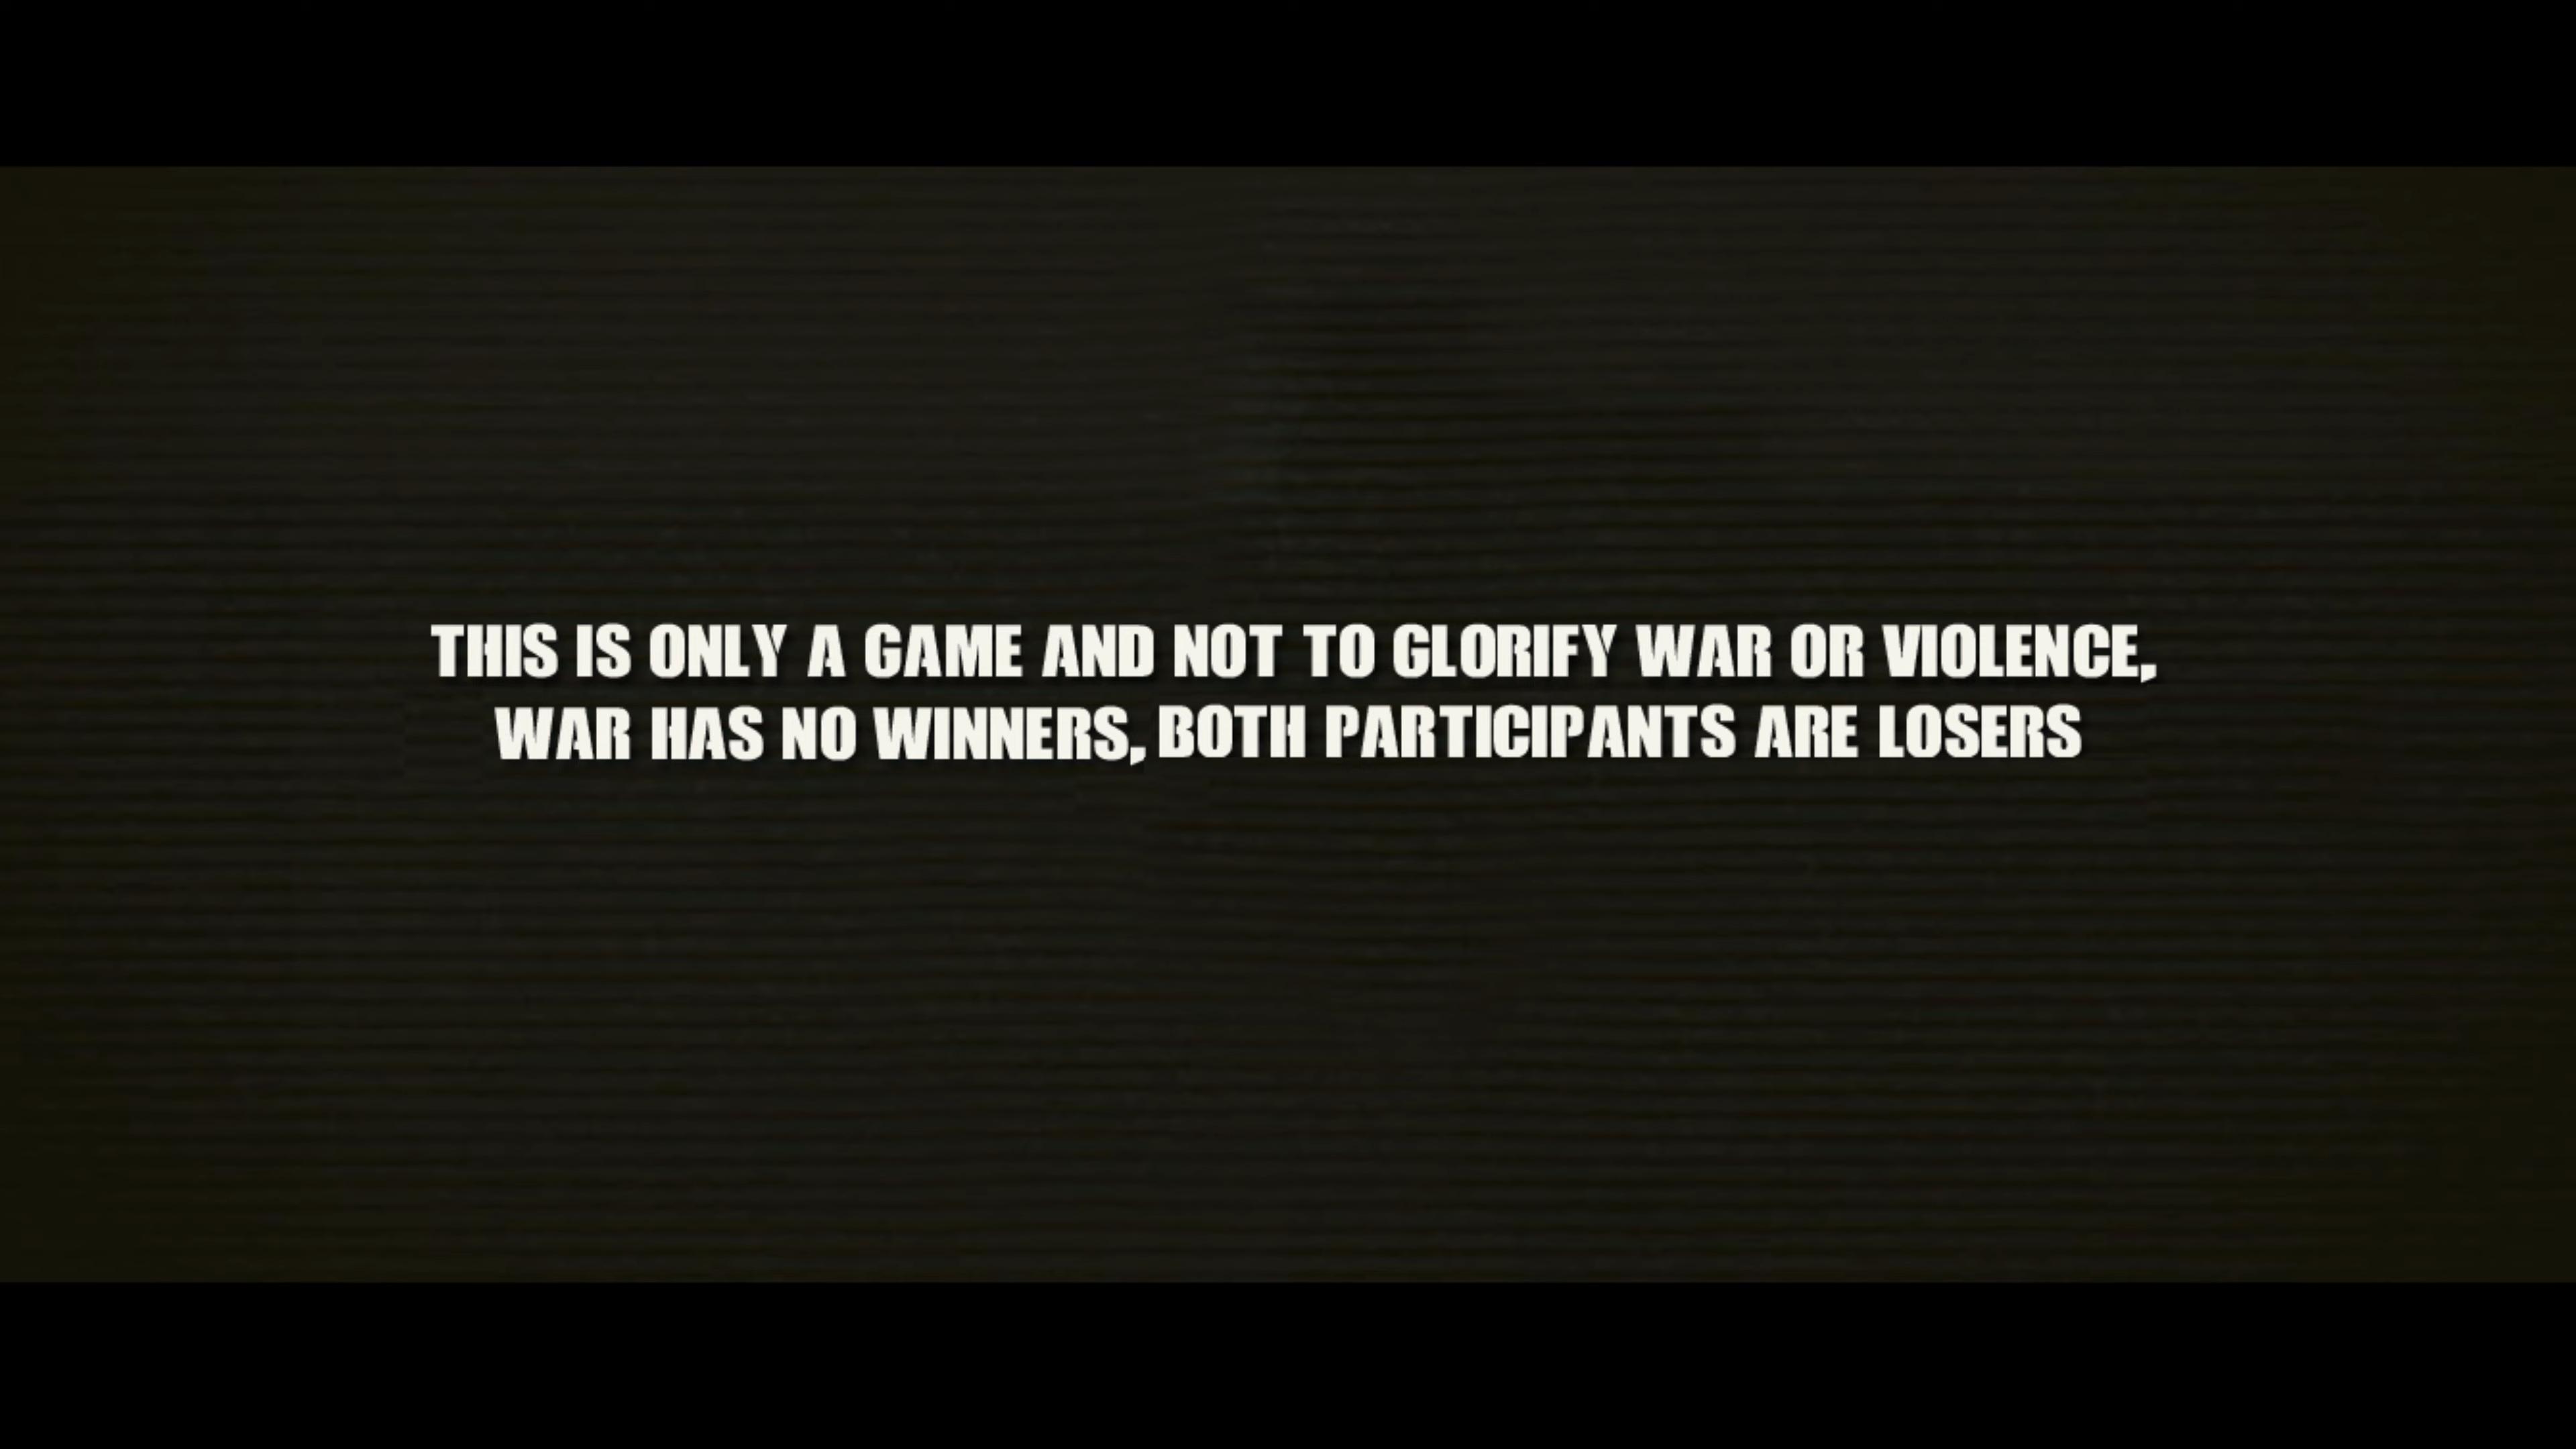 THIS IS ONLY A GAME AND NOT TO GLORIFY WAR OR VIOLENCE,
WAR HAS NO WINNERS, BOTH PARTICIPANTS ARE LOSERS